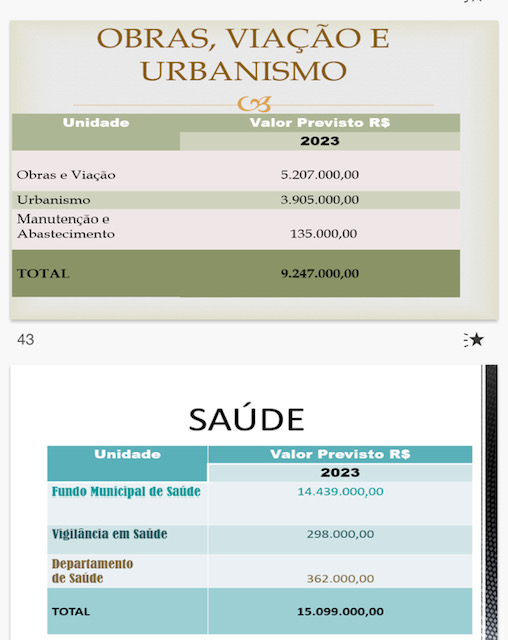 OBRAS, VIAÇÃO E
URBANISMO
Unidade Valor Previsto R$
2023
Obras e Viação 5.207.000,00
Urbanismo 3.905.000,00
Manutenção e
Abastecimento 135.000,00
TOTAL 9.247.000,00
43
SAÚDE
Unidade Valor Previsto R$
2023
Fundo Municipal de Saúde 14.439.000,00
Vigilância em Saúde 298.000,00
Departamento
de Saúde 362.000,00
TOTAL 15.099.000,00